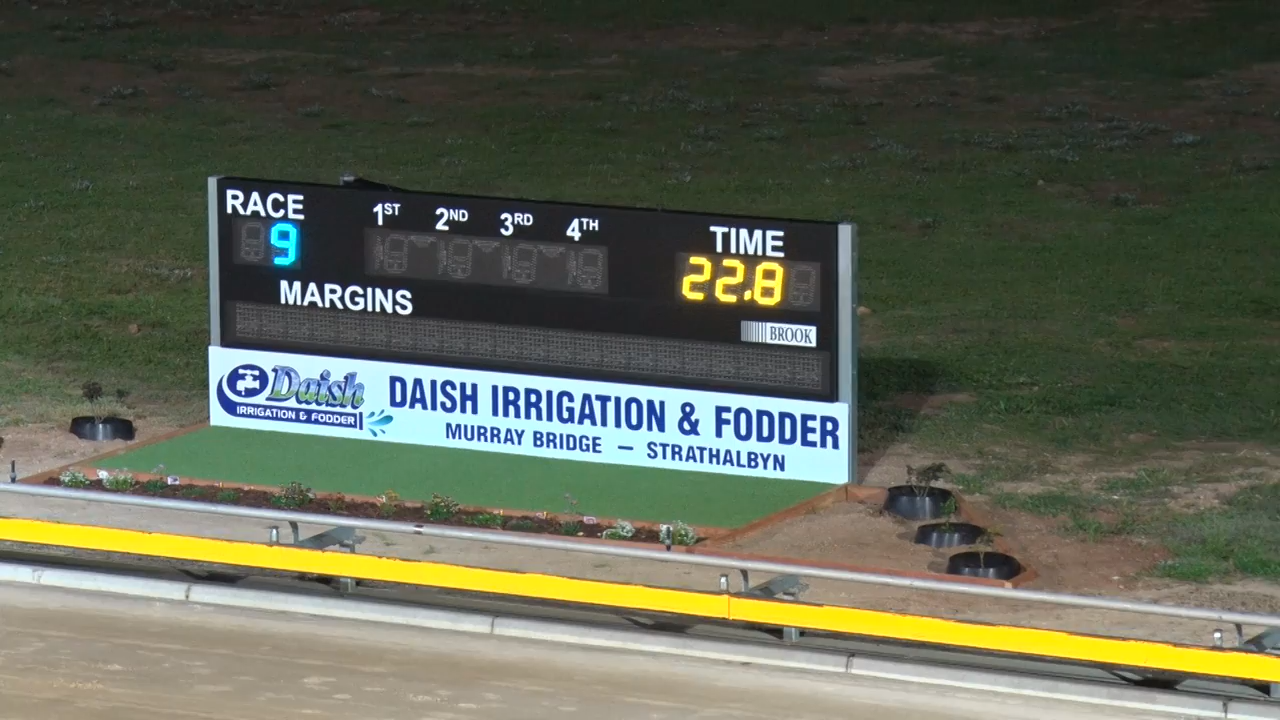 RACE 1ST 2ND 3RD 4TH TIME
9 22.8
MARGINS
BROOK
Daish
IRRIGATION & FODDER
DAISH IRRIGATION & FODDER
MURRAY BRIDGE — STRATHALBYN